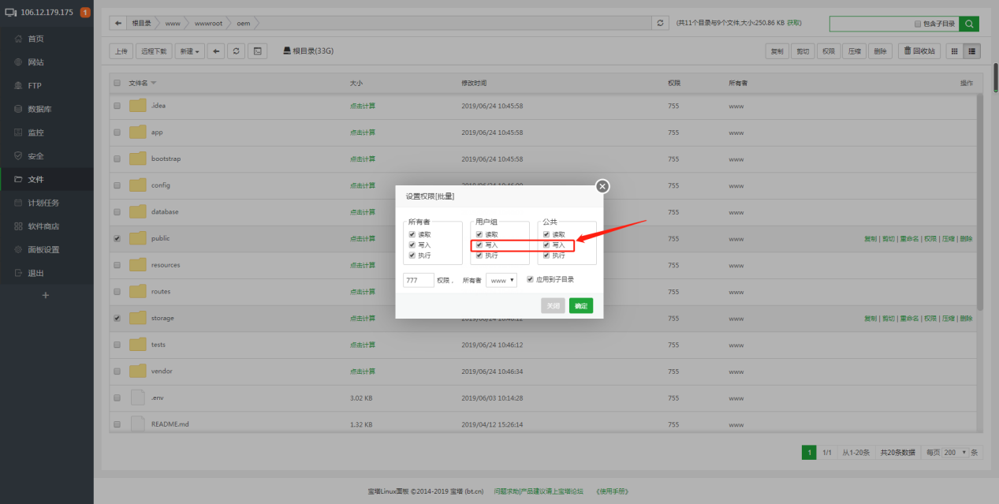 106.12.179.175 1
首页
网站
FTP
数据库
监控
安全
文件
计划任务
软件商店
面板设置
退出
+
根目录 www wwwroot oem (共11个目录与9个文件,大小:250.86 KB 获取) 包含子目录
上传 远程下载 新建 根目录(33G) 复制 剪切 权限 压缩 删除 回收站
文件名 大小 修改时间 权限 所有者 操作
.idea 点击计算 2019/06/24 10:45:58 755 www
app 点击计算 2019/06/24 10:45:58 755 www
bootstrap 点击计算 2019/06/24 10:45:58 755 www
config 点击计算 755 www
database 点击计算 755 www
public 点击计算 755 www 复制 | 剪切 | 重命名 | 权限 | 压缩 | 删除
resources 点击计算 755 www
routes 点击计算 755 www
storage 点击计算 2019/06/24 10:46:12 755 www 复制 | 剪切 | 重命名 | 权限 | 压缩 | 删除
tests 点击计算 2019/06/24 10:46:12 755 www
vendor 点击计算 2019/06/24 10:46:34 755 www
.env 3.02 KB 2019/06/03 10:14:28 755 www
README.md 1.32 KB 2019/04/12 15:26:14 755 www
设置权限[批量]
所有者 用户组 公共
读取 读取 读取
写入 写入 写入
执行 执行 执行
777 权限， 所有者 www 应用到子目录
关闭 确定
1 1/1 从1-20条 共20条数据 每页 200 条
宝塔Linux面板 ©2014-2019 宝塔 (bt.cn) 问题求助|产品建议请上宝塔论坛 《使用手册》